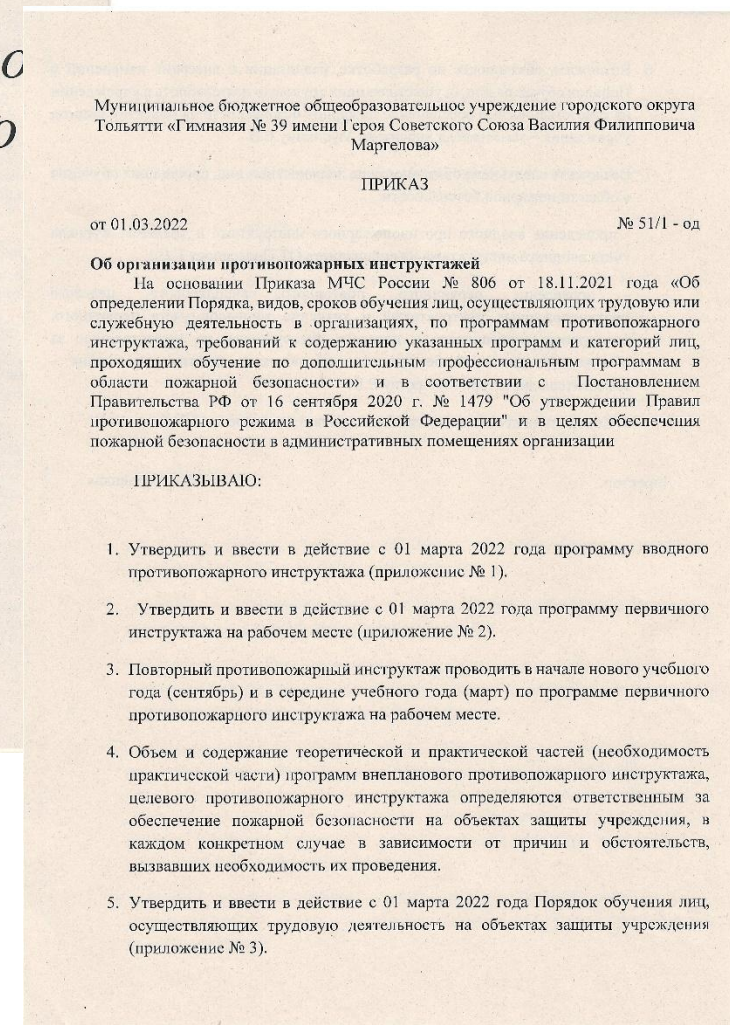 Муниципальное бюджетное общеобразовательное учреждение городского округа
Тольятти «Гимназия № 39 имени Героя Советского Союза Василия Филипповича
Маргелова»
ПРИКАЗ
от 01.03.2022 № 51/1 - од
Об организации противопожарных инструктажей
На основании Приказа МЧС России № 806 от 18.11.2021 года «Об
определении Порядка, видов, сроков обучения лиц, осуществляющих трудовую или
служебную деятельность в организациях, по программам противопожарного
инструктажа, требований к содержанию указанных программ и категорий лиц,
проходящих обучение по дополнительным профессиональным программам в
области пожарной безопасности» и в соответствии с Постановлением
Правительства РФ от 16 сентября 2020 г. № 1479 "Об утверждении Правил
противопожарного режима в Российской Федерации" и в целях обеспечения
пожарной безопасности в административных помещениях организации
ПРИКАЗЫВАЮ:
1. Утвердить и ввести в действие с 01 марта 2022 года программу вводного
противопожарного инструктажа (приложение № 1).
2. Утвердить и ввести в действие с 01 марта 2022 года программу первичного
инструктажа на рабочем месте (приложение № 2).
3. Повторный противопожарный инструктаж проводить в начале нового учебного
года (сентябрь) и в середине учебного года (март) по программе первичного
противопожарного инструктажа на рабочем месте.
4. Объем и содержание теоретической и практической частей (необходимость
практической части) программ внепланового противопожарного инструктажа,
целевого противопожарного инструктажа определяются ответственным за
обеспечение пожарной безопасности на объектах защиты учреждения, в
каждом конкретном случае в зависимости от причин и обстоятельств,
вызвавших необходимость их проведения.
5. Утвердить и ввести в действие с 01 марта 2022 года Порядок обучения лиц,
осуществляющих трудовую деятельность на объектах защиты учреждения
(приложение № 3).